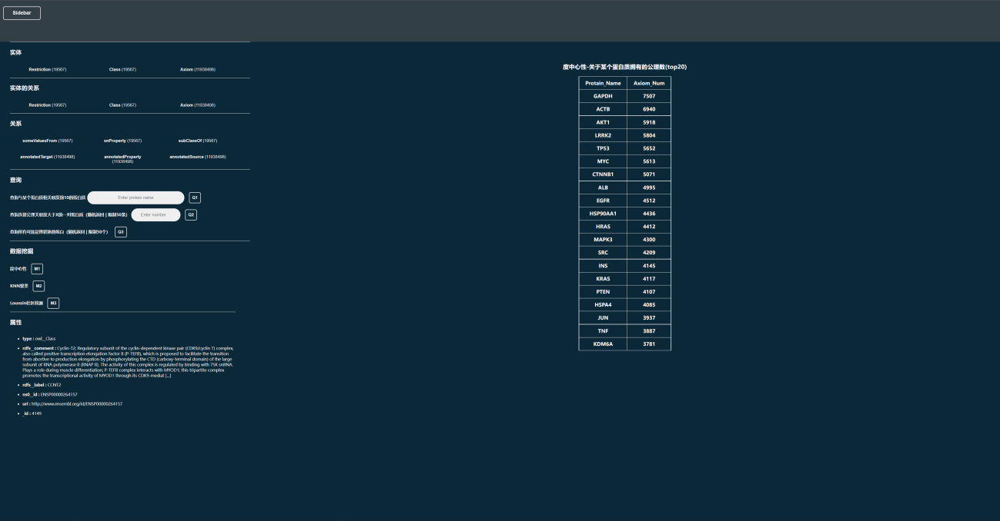 Sidebar
实体
Restriction (19567) Class (19567) Axiom (11938498)
实体的关系
Restriction (19567) Class (19567) Axiom (11938498)
关系
someValuesFrom (19567) onProperty (19567) subClassOf (19567)
annotatedTarget (11938498) annotatedProperty (11938498) annotatedSource (11938498)
查询
查询与某个蛋白质相关联度前10的蛋白质 Enter protein name Q1
查询连接公理关联度大于X的一对蛋白质 (随机返回 | 限制50条) Enter number Q2
查询所有可能是棒状体的蛋白 (随机返回 | 限制50个) Q3
数据挖掘
度中心性 M1
KNN聚类 M2
Louvain社区检测 M3
属性
type : owl__Class
rdfs__comment : Cyclin-T2; Regulatory subunit of the cyclin-dependent kinase pair (CDK9/cyclin T) complex,
also called positive transcription elongation factor B (P-TEFB), which is proposed to facilitate the transition
from abortive to production elongation by phosphorylating the CTD (carboxy-terminal domain) of the large
subunit of RNA polymerase II (RNAP II). The activity of this complex is regulated by binding with 7SK snRNA.
Plays a role during muscle differentiation; P-TEFB complex interacts with MYOD1; this tripartite complex
promotes the transcriptional activity of MYOD1 through its CDK9-mediat [...]
rdfs__label : CCNT2
ns0__id : ENSP00000264157
uri : http://www.ensembl.org/id/ENSP00000264157
_id : 4149
度中心性-关于某个蛋白质拥有的公理数(top20)
Protain_Name Axiom_Num
GAPDH 7507
ACTB 6940
AKT1 5918
LRRK2 5804
TP53 5652
MYC 5613
CTNNB1 5071
ALB 4995
EGFR 4512
HSP90AA1 4436
HRAS 4412
MAPK3 4300
SRC 4209
INS 4145
KRAS 4117
PTEN 4107
HSPA4 4085
JUN 3937
TNF 3887
KDM6A 3781